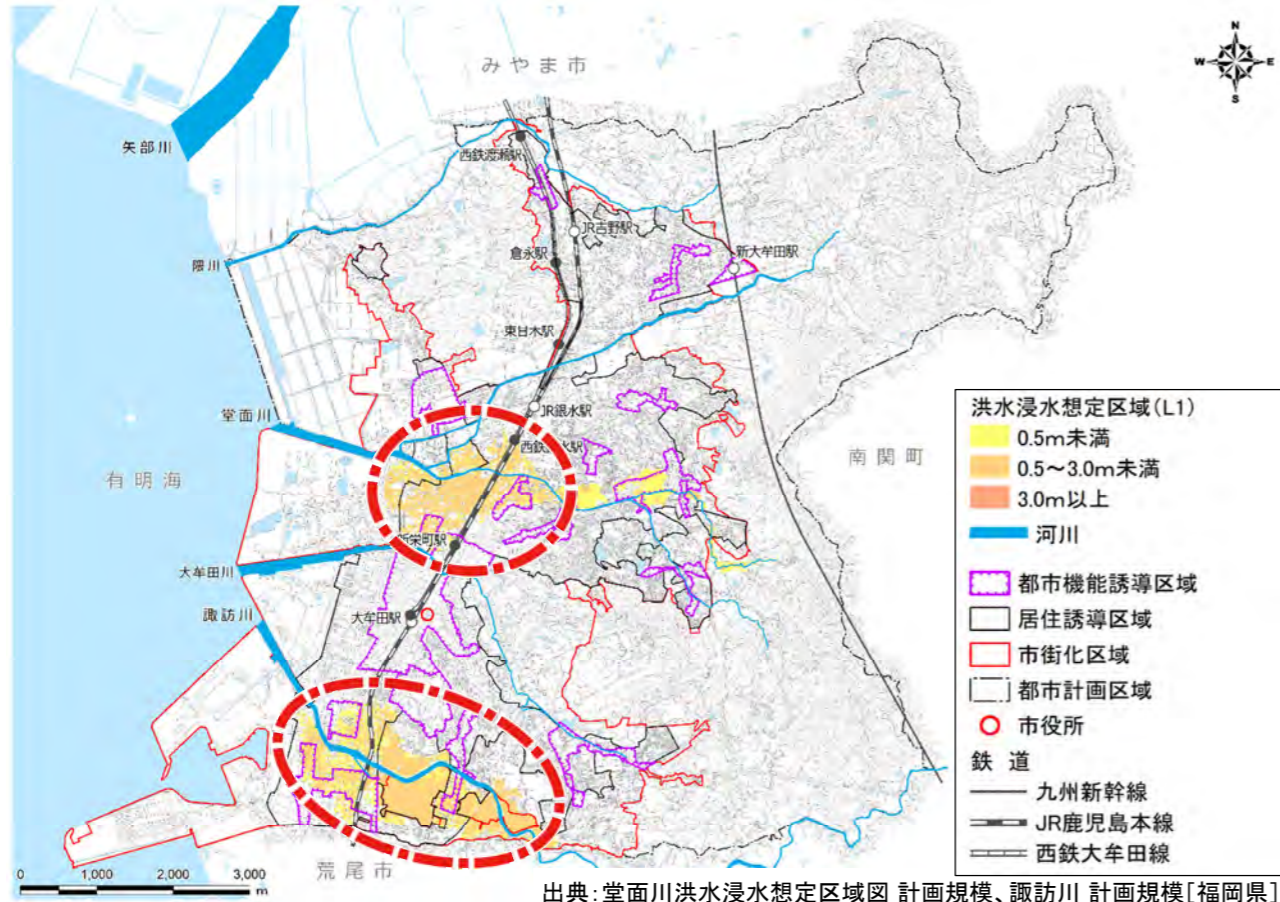 N
W E
S
みやま市
矢部川
西鉄渡瀬駅
JR吉野駅
倉永駅
新大牟田駅
隈川
東甘木駅
堂面川
JR銀水駅
西鉄銀水駅
有明海
南関町
新栄町駅
大牟田川
諏訪川
大牟田駅
荒尾市
0 1,000 2,000 3,000
m
洪水浸水想定区域(L1)
0.5m未満
0.5~3.0m未満
3.0m以上
河川
都市機能誘導区域
居住誘導区域
市街化区域
都市計画区域
市役所
鉄 道
九州新幹線
JR鹿児島本線
西鉄大牟田線
出典:堂面川洪水浸水想定区域図 計画規模、諏訪川 計画規模[福岡県]